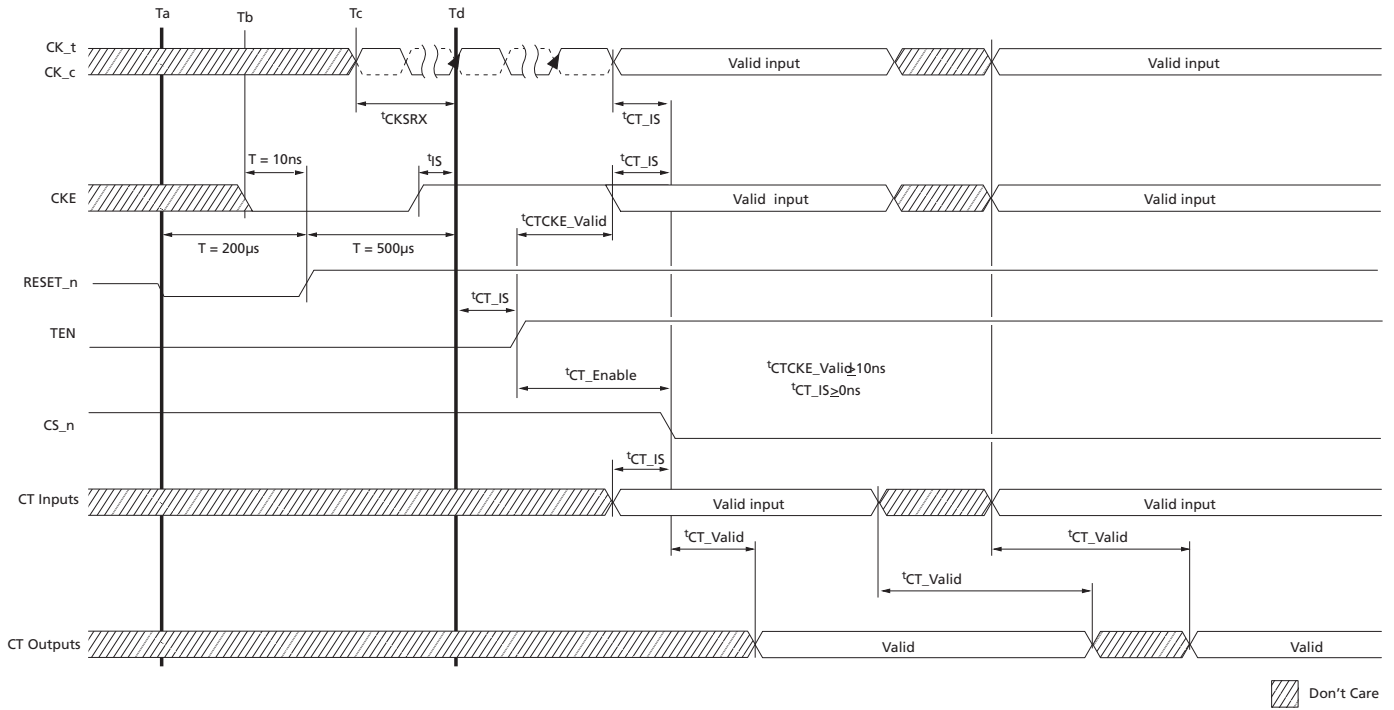 Ta
Tb
Tc
Td
CK_t
CK_c
Valid input
Valid input
tCKSRX
tCT_IS
T = 10ns
tIS
tCT_IS
CKE
Valid input
Valid input
tCTCKE_Valid
T = 200µs
T = 500µs
RESET_n
tCT_IS
TEN
tCT_Enable
tCTCKE_Valid≥10ns
tCT_IS≥0ns
CS_n
tCT_IS
CT Inputs
Valid input
Valid input
tCT_Valid
tCT_Valid
tCT_Valid
CT Outputs
Valid
Valid
Don't Care